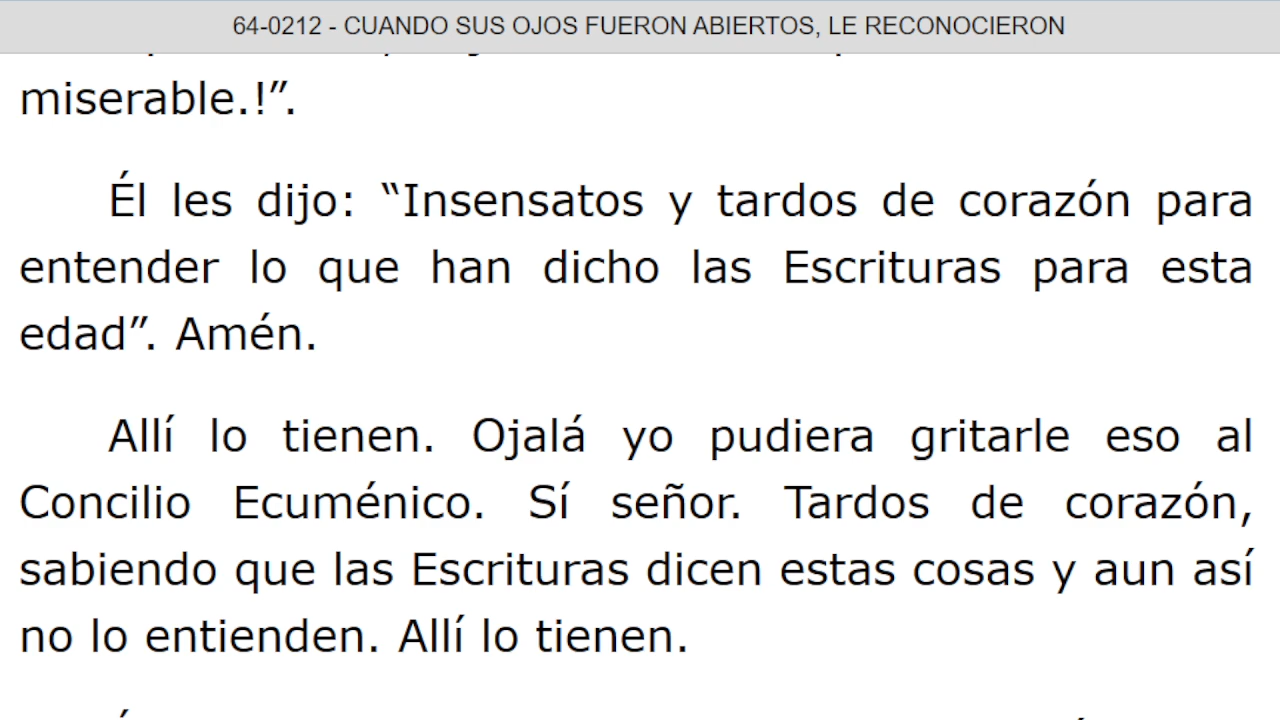 64-0212 - CUANDO SUS OJOS FUERON ABIERTOS, LE RECONOCIERON
miserable.!”.
Él les dijo: “Insensatos y tardos de corazón para
entender lo que han dicho las Escrituras para esta
edad”. Amén.
Allí lo tienen. Ojalá yo pudiera gritarle eso al
Concilio Ecuménico. Sí señor. Tardos de corazón,
sabiendo que las Escrituras dicen estas cosas y aun así
no lo entienden. Allí lo tienen.